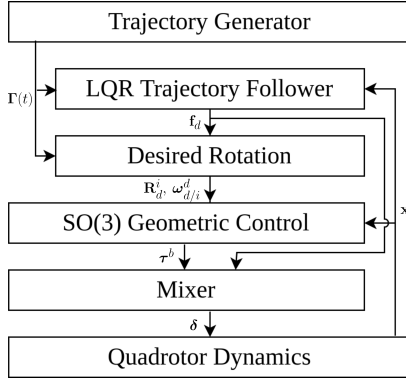 Trajectory Generator
Γ(t)
LQR Trajectory Follower
f_d
Desired Rotation
R_d^i, ω_{d/i}^d
x
SO(3) Geometric Control
τ^b
Mixer
δ
Quadrotor Dynamics